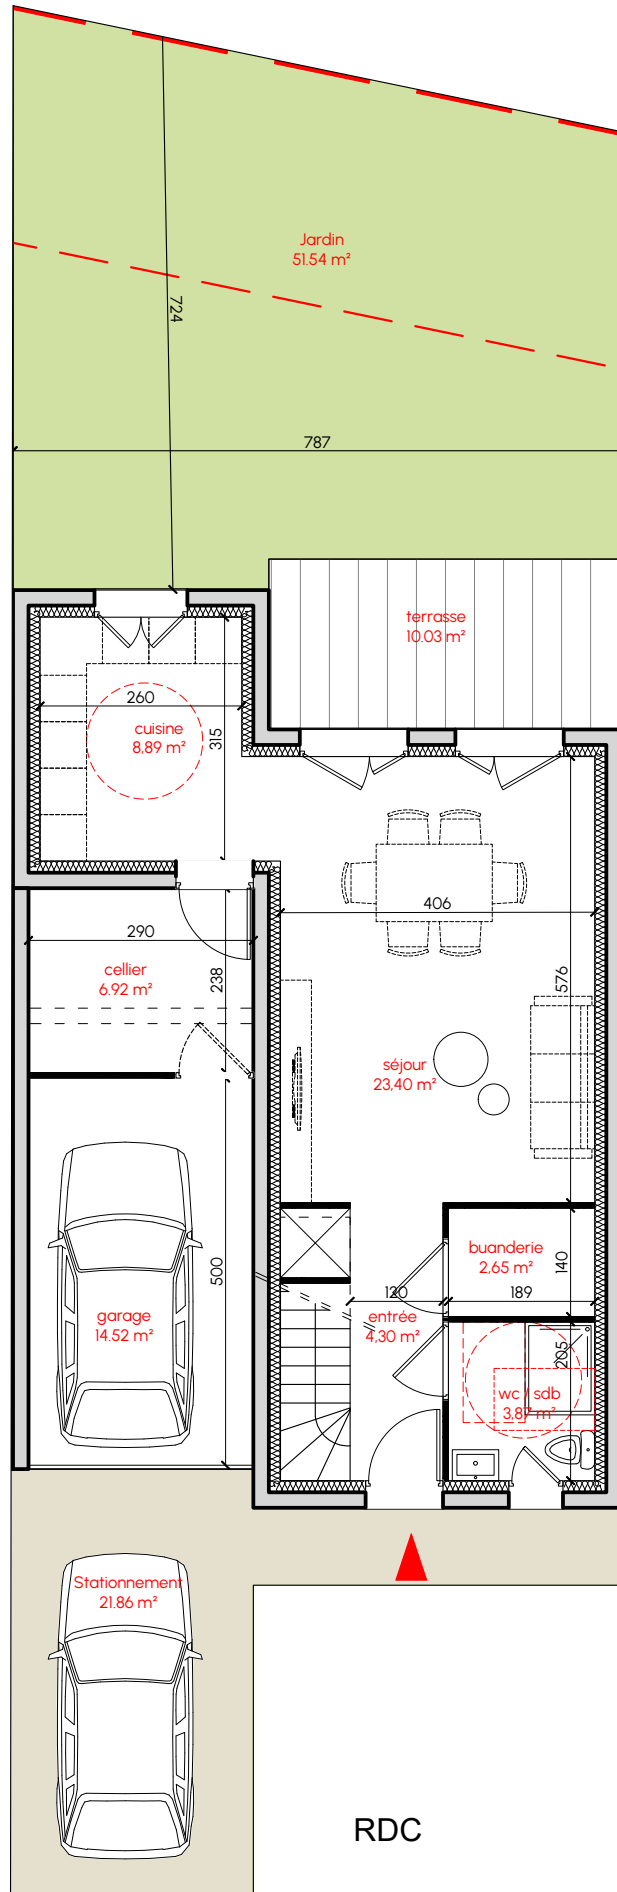 Jardin
51.54 m²
724
787
terrasse
10.03 m²
260
cuisine
8,89 m²
315
406
290
cellier
6.92 m²
238
576
séjour
23,40 m²
500
buanderie
2,65 m²
140
120
189
entrée
4,30 m²
garage
14.52 m²
205
wc / sdb
3,87 m²
Stationnement
21.86 m²
RDC